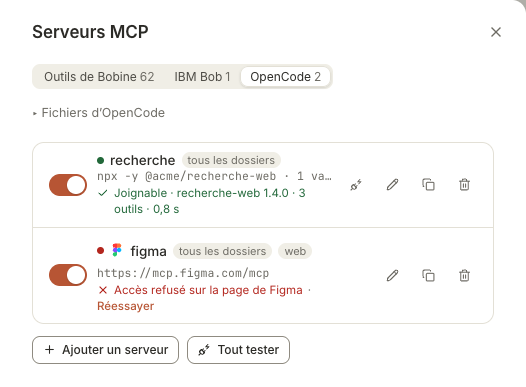 Serveurs MCP
Outils de Bobine 62 IBM Bob 1 OpenCode 2
Fichiers d’OpenCode
recherche tous les dossiers
npx -y @acme/recherche-web · 1 va…
Joignable · recherche-web 1.4.0 · 3
outils · 0,8 s
figma tous les dossiers web
https://mcp.figma.com/mcp
Accès refusé sur la page de Figma ·
Réessayer
Ajouter un serveur Tout tester